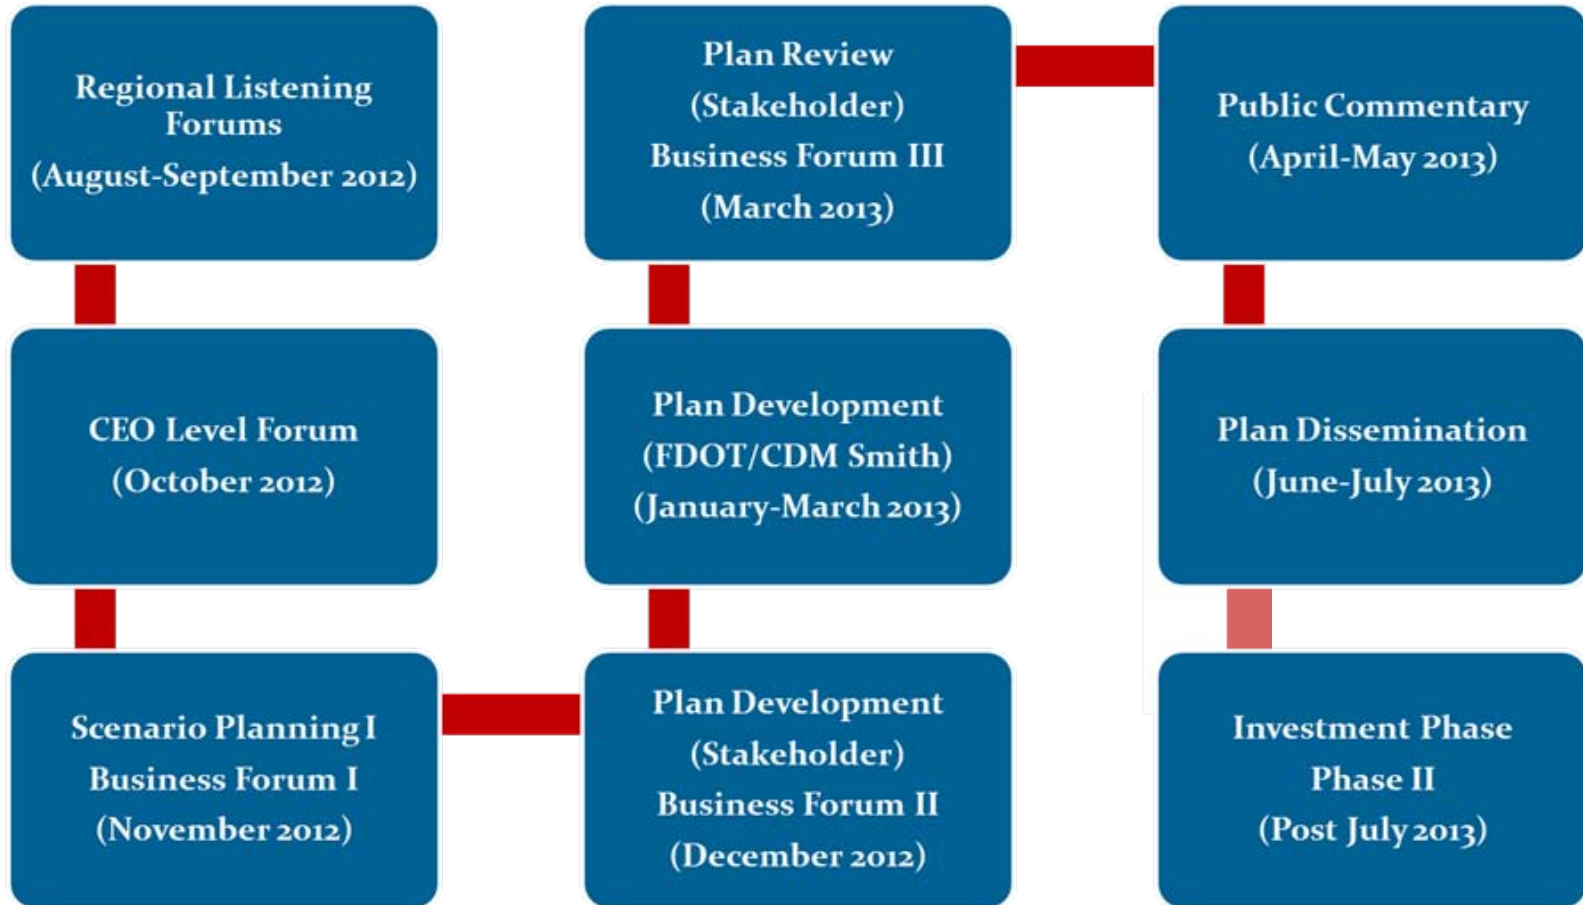 Regional Listening
Forums
(August-September 2012)
CEO Level Forum
(October 2012)
Scenario Planning I
Business Forum I
(November 2012)
Plan Development
(Stakeholder)
Business Forum II
(December 2012)
Plan Development
(FDOT/CDM Smith)
(January-March 2013)
Plan Review
(Stakeholder)
Business Forum III
(March 2013)
Public Commentary
(April-May 2013)
Plan Dissemination
(June-July 2013)
Investment Phase
Phase II
(Post July 2013)